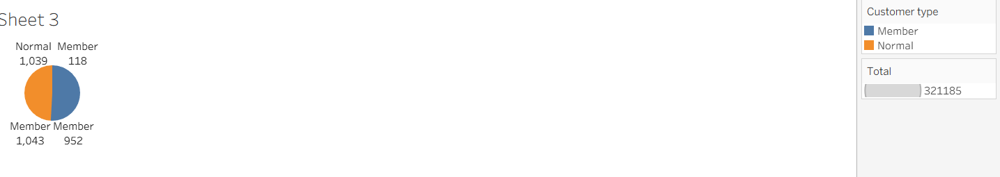 Sheet 3
Normal Member
1,039 118
Member Member
1,043 952
Customer type
Member
Normal
Total
321185